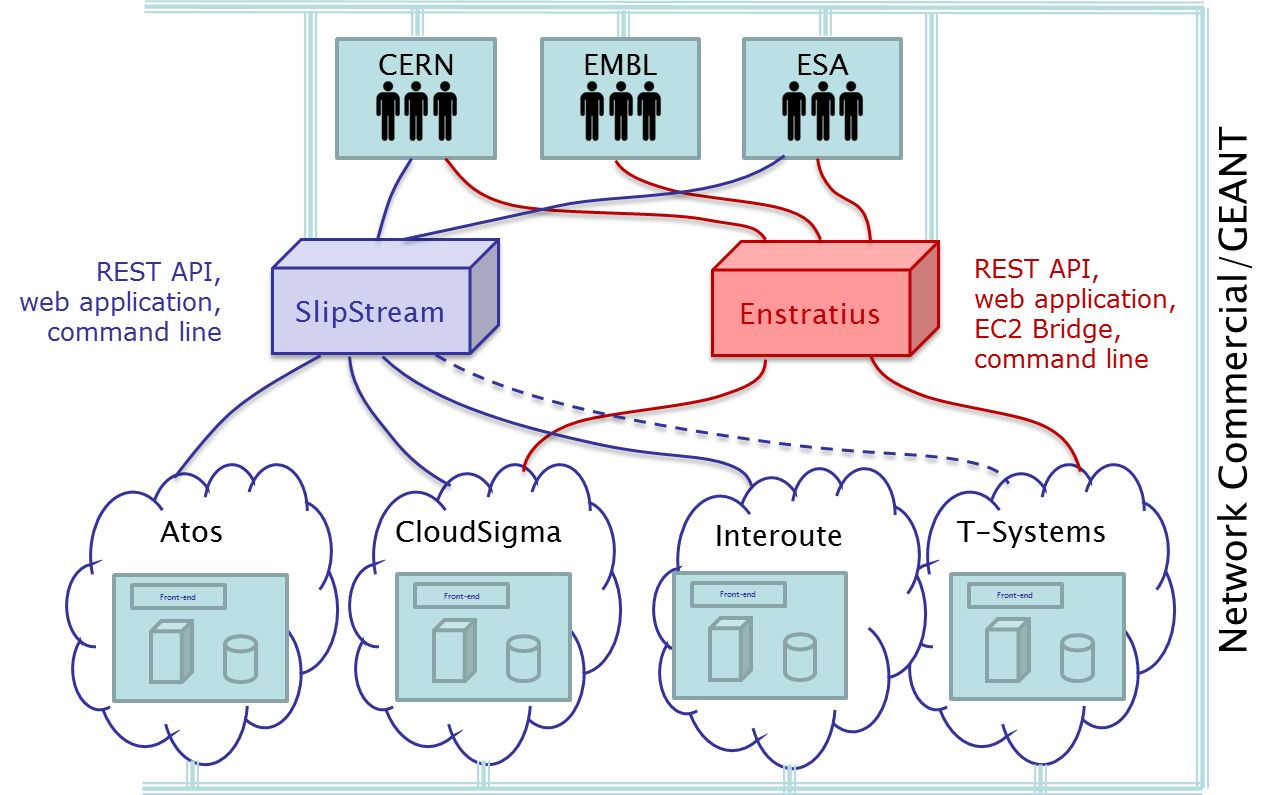 CERN
EMBL
ESA
REST API,
web application,
command line
SlipStream
Enstratius
REST API,
web application,
EC2 Bridge,
command line
Network Commercial/GEANT
Atos
CloudSigma
Interoute
T-Systems
Front-end
Front-end
Front-end
Front-end